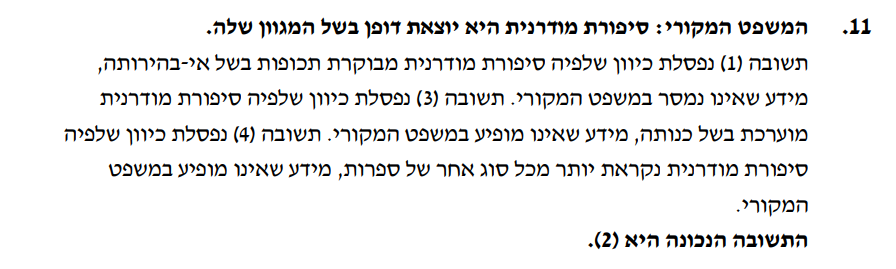 11. המשפט המקורי: סיפורת מודרנית היא יוצאת דופן בשל המגוון שלה.
תשובה (1) נפסלת כיוון שלפיה סיפורת מודרנית מבוקרת תכופות בשל אי-בהירותה,
מידע שאינו נמסר במשפט המקורי. תשובה (3) נפסלת כיוון שלפיה סיפורת מודרנית
מוערכת בשל כנותה, מידע שאינו מופיע במשפט המקורי. תשובה (4) נפסלת כיוון שלפיה
סיפורת מודרנית נקראת יותר מכל סוג אחר של ספרות, מידע שאינו מופיע במשפט
המקורי.
התשובה הנכונה היא (2).